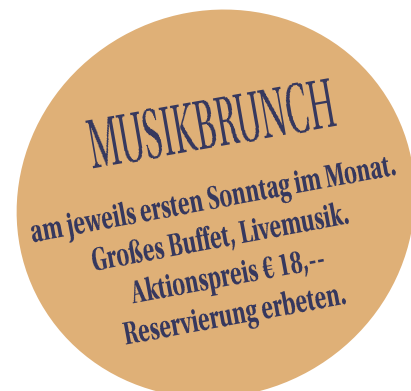 MUSIKBRUNCH
am jeweils ersten Sonntag im Monat.
Großes Buffet, Livemusik.
Aktionspreis € 18,--
Reservierung erbeten.